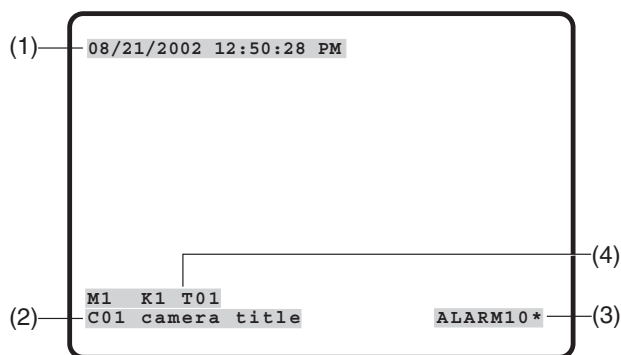 (1)
08/21/2002 12:50:28 PM
(4)
M1 K1 T01
(2)
C01 camera title
ALARM10*
(3)